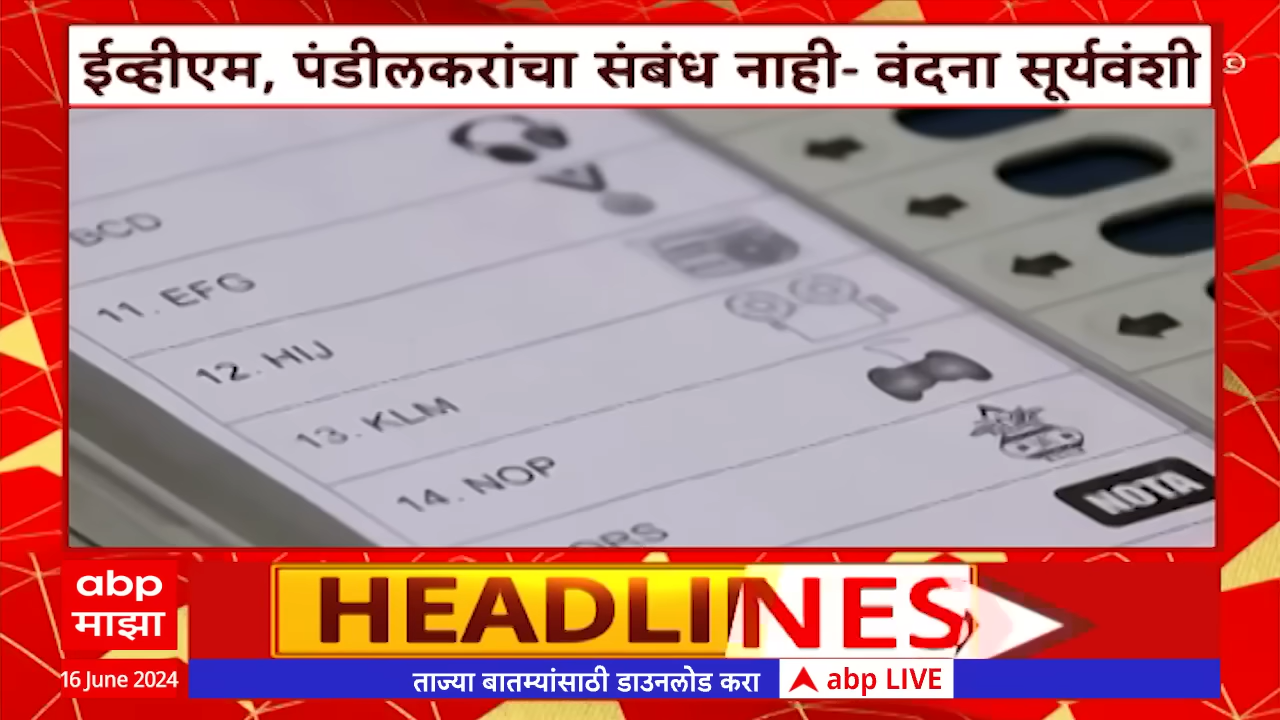 ईव्हीएम, पंडीलकरांचा संबंध नाही- वंदना सूर्यवंशी
©
BCD
11. EFG
12. HIJ
13. KLM
14. NOP
NOTA
HEADLINES
abp
माझा
16 June 2024
ताज्या बातम्यांसाठी डाउनलोड करा
abp LIVE